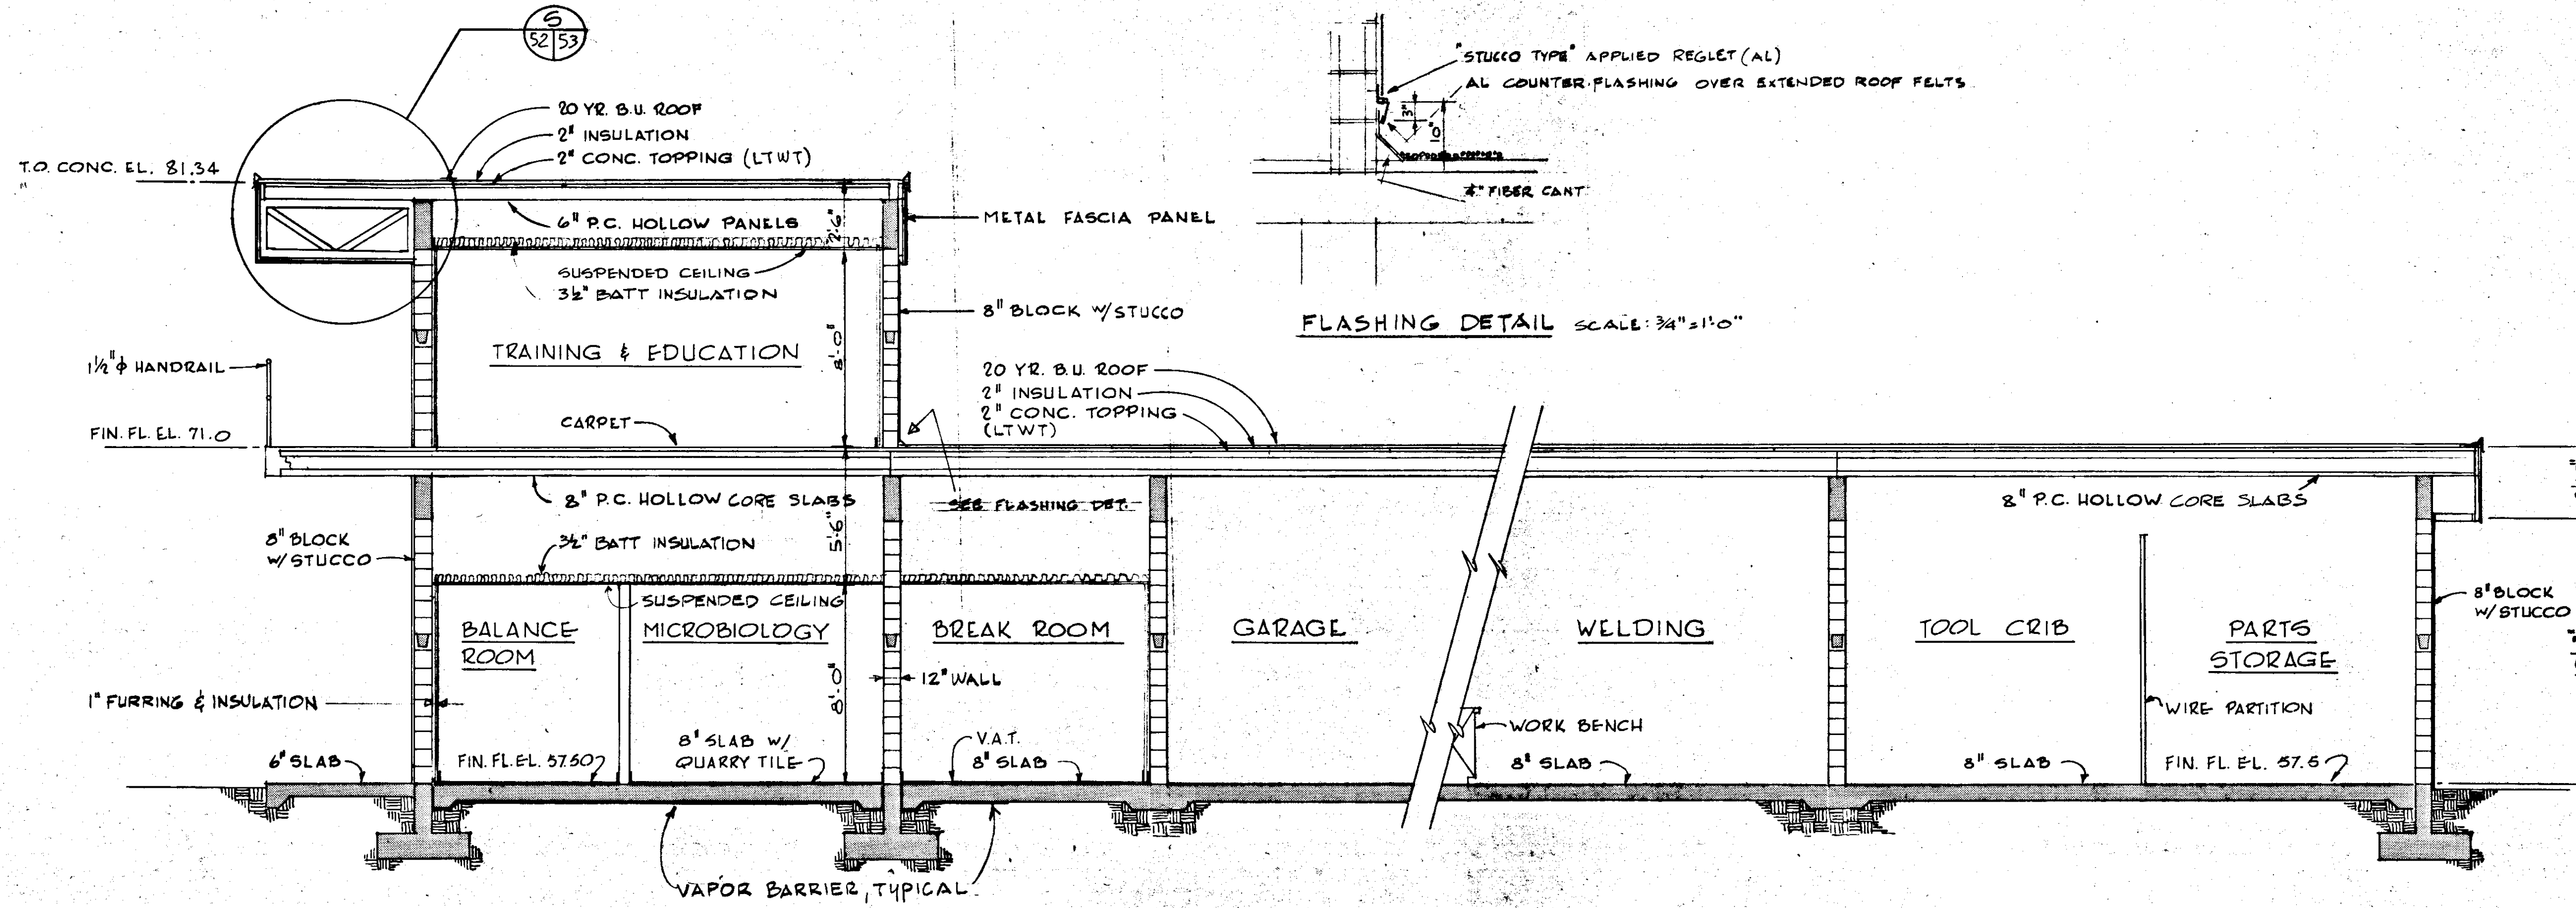 S
52 53
20 YR. B.U. ROOF
2" INSULATION
2" CONC. TOPPING (LTWT)
T.O. CONC. EL. 81.34
6" P.C. HOLLOW PANELS
2'-6"
METAL FASCIA PANEL
SUSPENDED CEILING
3½" BATT INSULATION
8" BLOCK W/STUCCO
TRAINING & EDUCATION
8'-0"
1½" ϕ HANDRAIL
CARPET
FIN. FL. EL. 71.0
"STUCCO TYPE" APPLIED REGLET (AL)
AL COUNTER-FLASHING OVER EXTENDED ROOF FELTS
3"
4" FIBER CANT
FLASHING DETAIL SCALE: 3/4"=1'-0"
20 YR. B.U. ROOF
2" INSULATION
2" CONC. TOPPING
(LTWT)
8" P.C. HOLLOW CORE SLABS
SEE FLASHING DET.
8" P.C. HOLLOW CORE SLABS
8" BLOCK
W/STUCCO
3½" BATT INSULATION
5'-6"
SUSPENDED CEILING
8" BLOCK
W/STUCCO
BALANCE
ROOM
MICROBIOLOGY
BREAK ROOM
GARAGE
WELDING
TOOL CRIB
PARTS
STORAGE
8'-0"
12" WALL
1" FURRING & INSULATION
WORK BENCH
WIRE PARTITION
6" SLAB
FIN. FL. EL. 57.50
8" SLAB W/
QUARRY TILE
V.A.T.
8" SLAB
8" SLAB
8" SLAB
FIN. FL. EL. 57.5
VAPOR BARRIER, TYPICAL